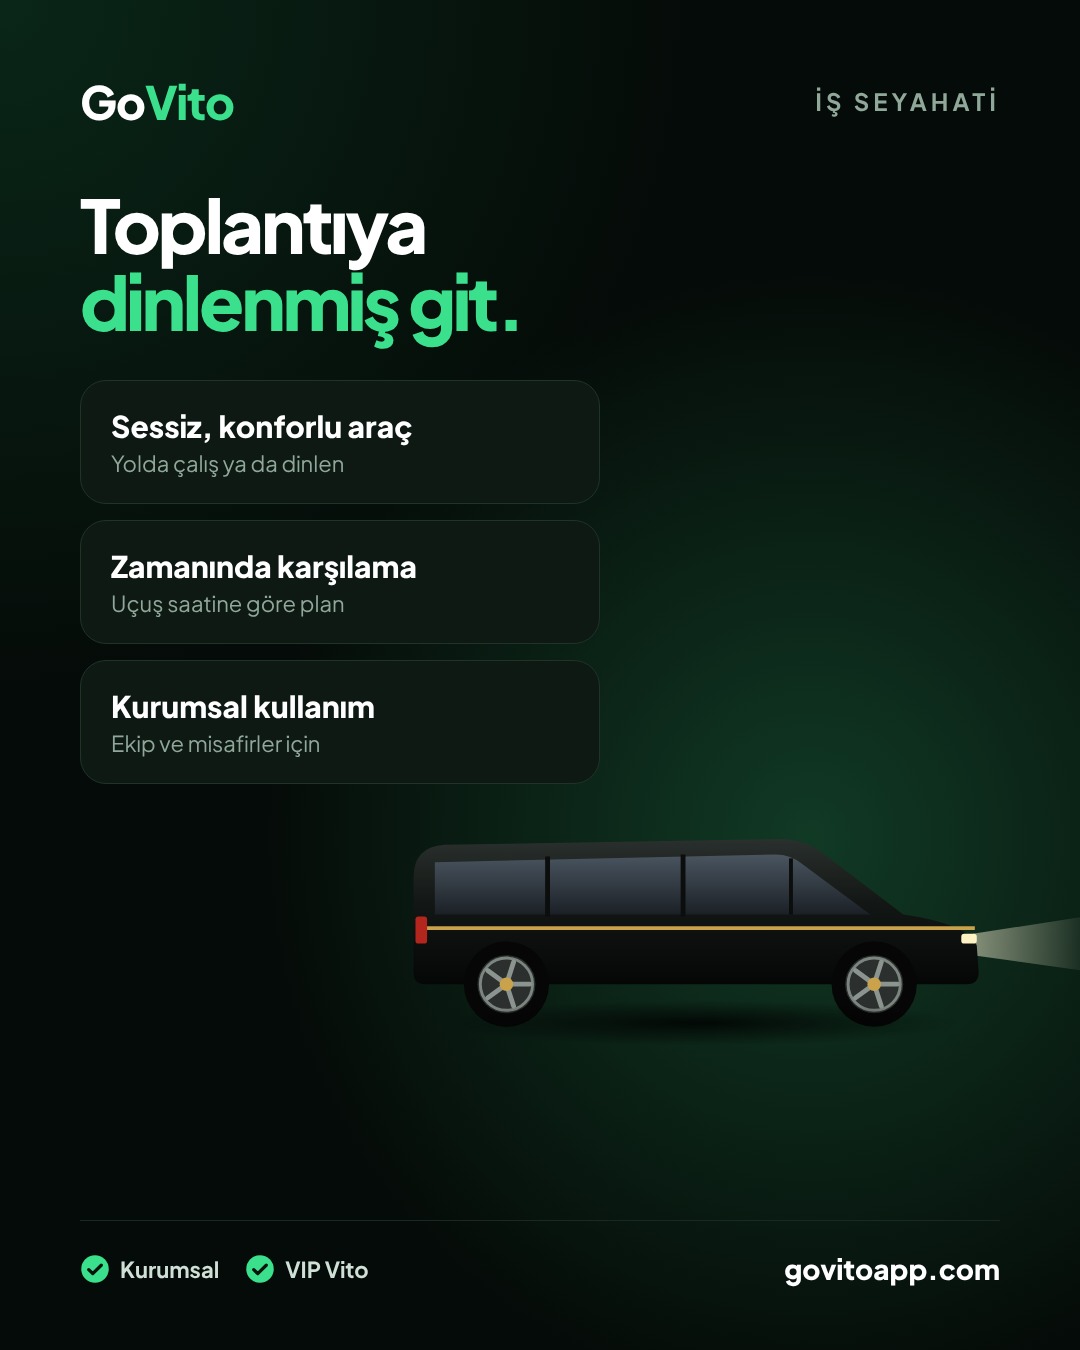 GoVito
İŞ SEYAHATİ
Toplantıya
dinlenmiş git.
Sessiz, konforlu araç
Yolda çalış ya da dinlen
Zamanında karşılama
Uçuş saatine göre plan
Kurumsal kullanım
Ekip ve misafirler için
Kurumsal
VIP Vito
govitoapp.com